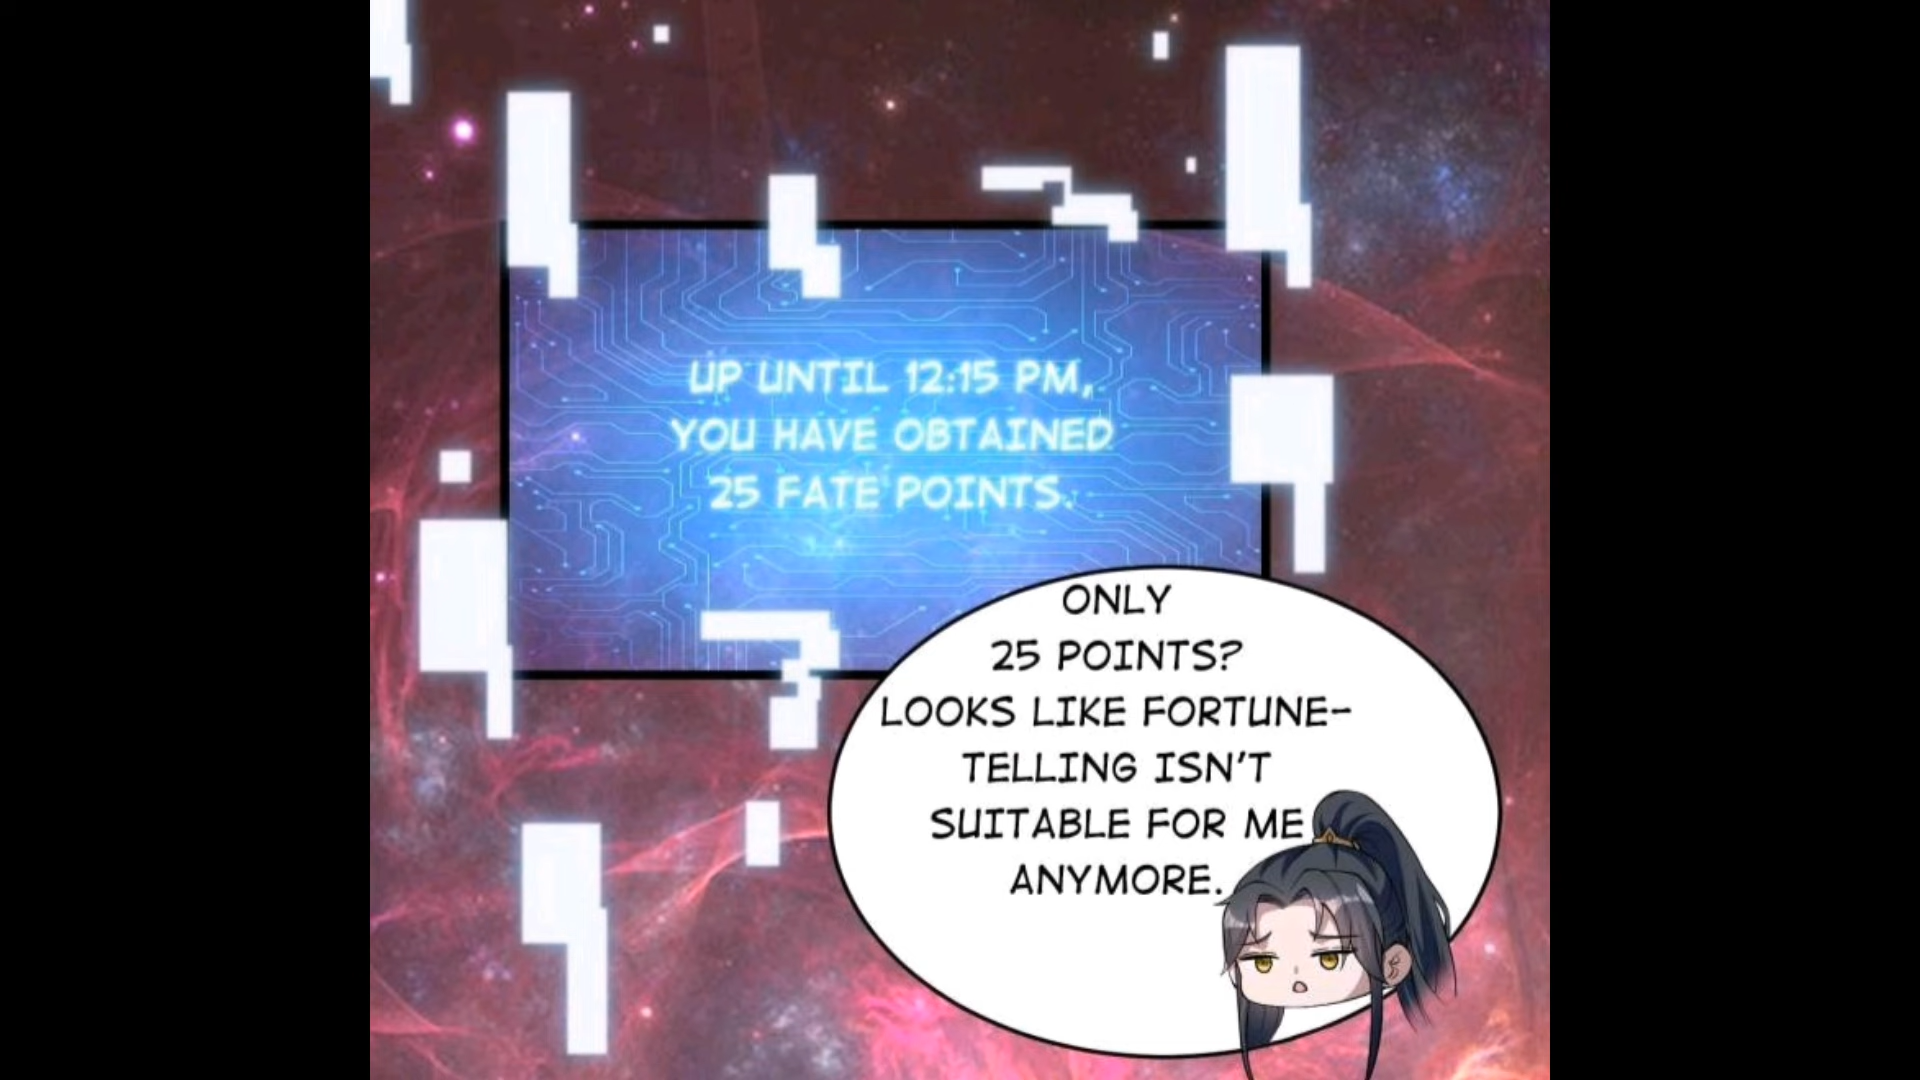 UP UNTIL 12:15 PM,
YOU HAVE OBTAINED
25 FATE POINTS.
ONLY
25 POINTS?
LOOKS LIKE FORTUNE-
TELLING ISN'T
SUITABLE FOR ME
ANYMORE.